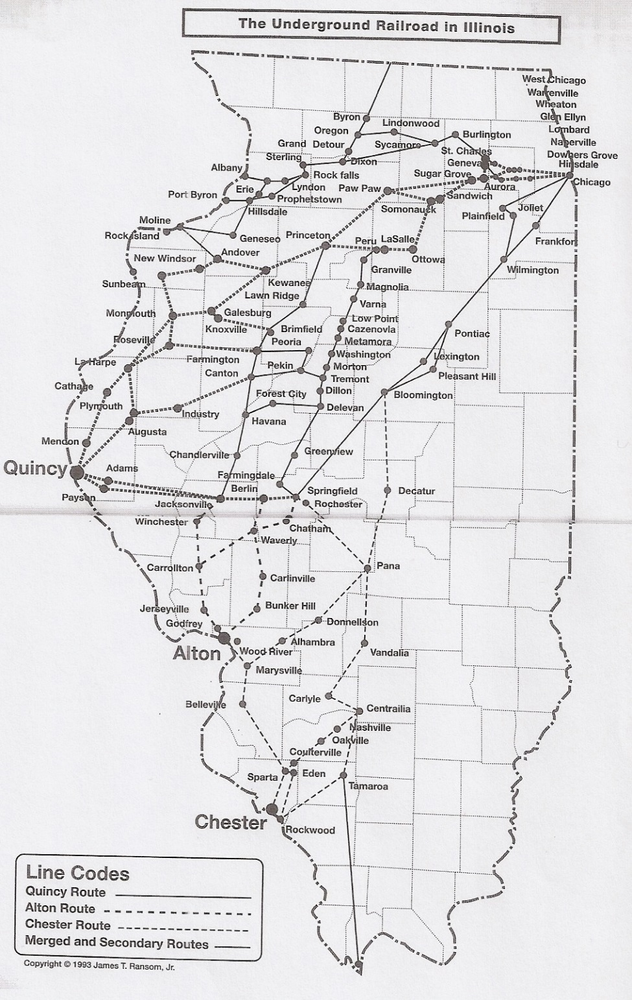 The Underground Railroad in Illinois
West Chicago
Warrenville
Wheaton
Glen Ellyn
Lombard
Naperville
Downers Grove
Hinsdale
Chicago
Byron
Lindonwood
Oregon
Burlington
Grand Detour
Sycamore
St. Charles
Sterling
Dixon
Geneva
Albany
Rock falls
Sugar Grove
Lyndon
Paw Paw
Aurora
Erie
Port Byron
Prophetstown
Sandwich
Hillsdale
Somonauck
Plainfield
Joliet
Moline
Rock Island
Geneseo
Princeton
Peru
LaSalle
Frankfort
Andover
Ottowa
New Windsor
Granville
Wilmington
Sunbeam
Kewanee
Magnolia
Lawn Ridge
Varna
Monmouth
Galesburg
Low Point
Knoxville
Brimfield
Cazenovla
Pontiac
Roseville
Peoria
Metamora
Farmington
Washington
Lexington
La Harpe
Pekin
Morton
Canton
Tremont
Pleasant Hill
Cathage
Forest City
Dillon
Bloomington
Plymouth
Industry
Delevan
Havana
Augusta
Mendon
Chandlerville
Greenview
Quincy
Adams
Farmingdale
Berlin
Springfield
Decatur
Payson
Jacksonville
Rochester
Winchester
Chatham
Waverly
Carrollton
Pana
Carlinville
Jerseyville
Bunker Hill
Godfrey
Donnellson
Alton
Wood River
Alhambra
Vandalia
Marysville
Belleville
Carlyle
Centrailia
Nashville
Oakville
Coulterville
Sparta
Eden
Tamaroa
Chester
Rockwood
Line Codes
Quincy Route
Alton Route
Chester Route
Merged and Secondary Routes
Copyright © 1993 James T. Ransom, Jr.